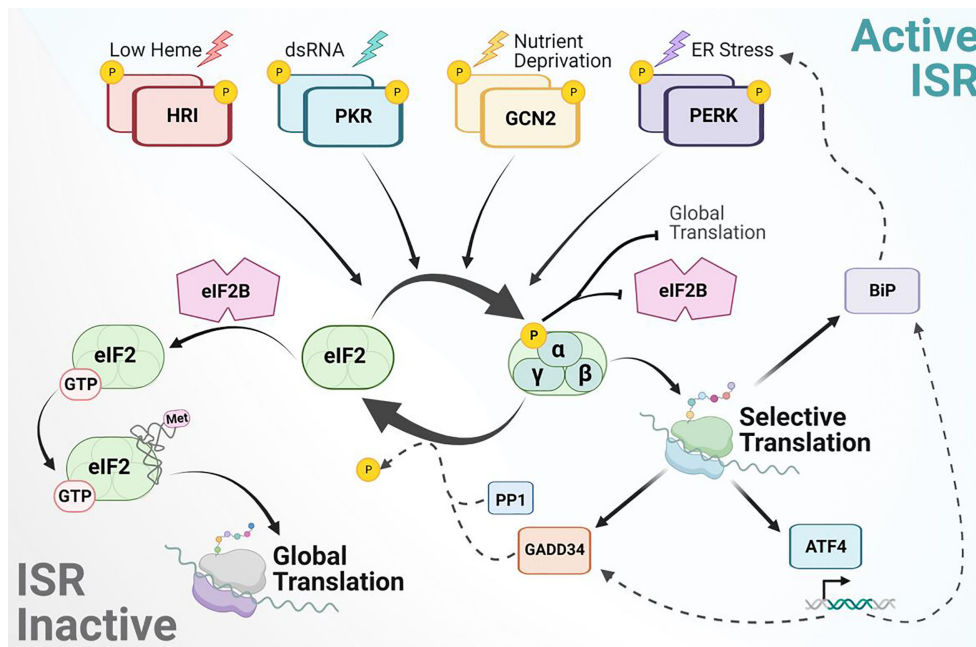 Active
ISR
Low Heme
dsRNA
Nutrient
Deprivation
ER Stress
P
P
HRI
P
P
PKR
P
P
GCN2
P
P
PERK
Global
Translation
eIF2B
eIF2B
BiP
eIF2
GTP
eIF2
P
α
γ
β
Met
eIF2
GTP
P
Selective
Translation
PP1
GADD34
ATF4
Global
Translation
ISR
Inactive